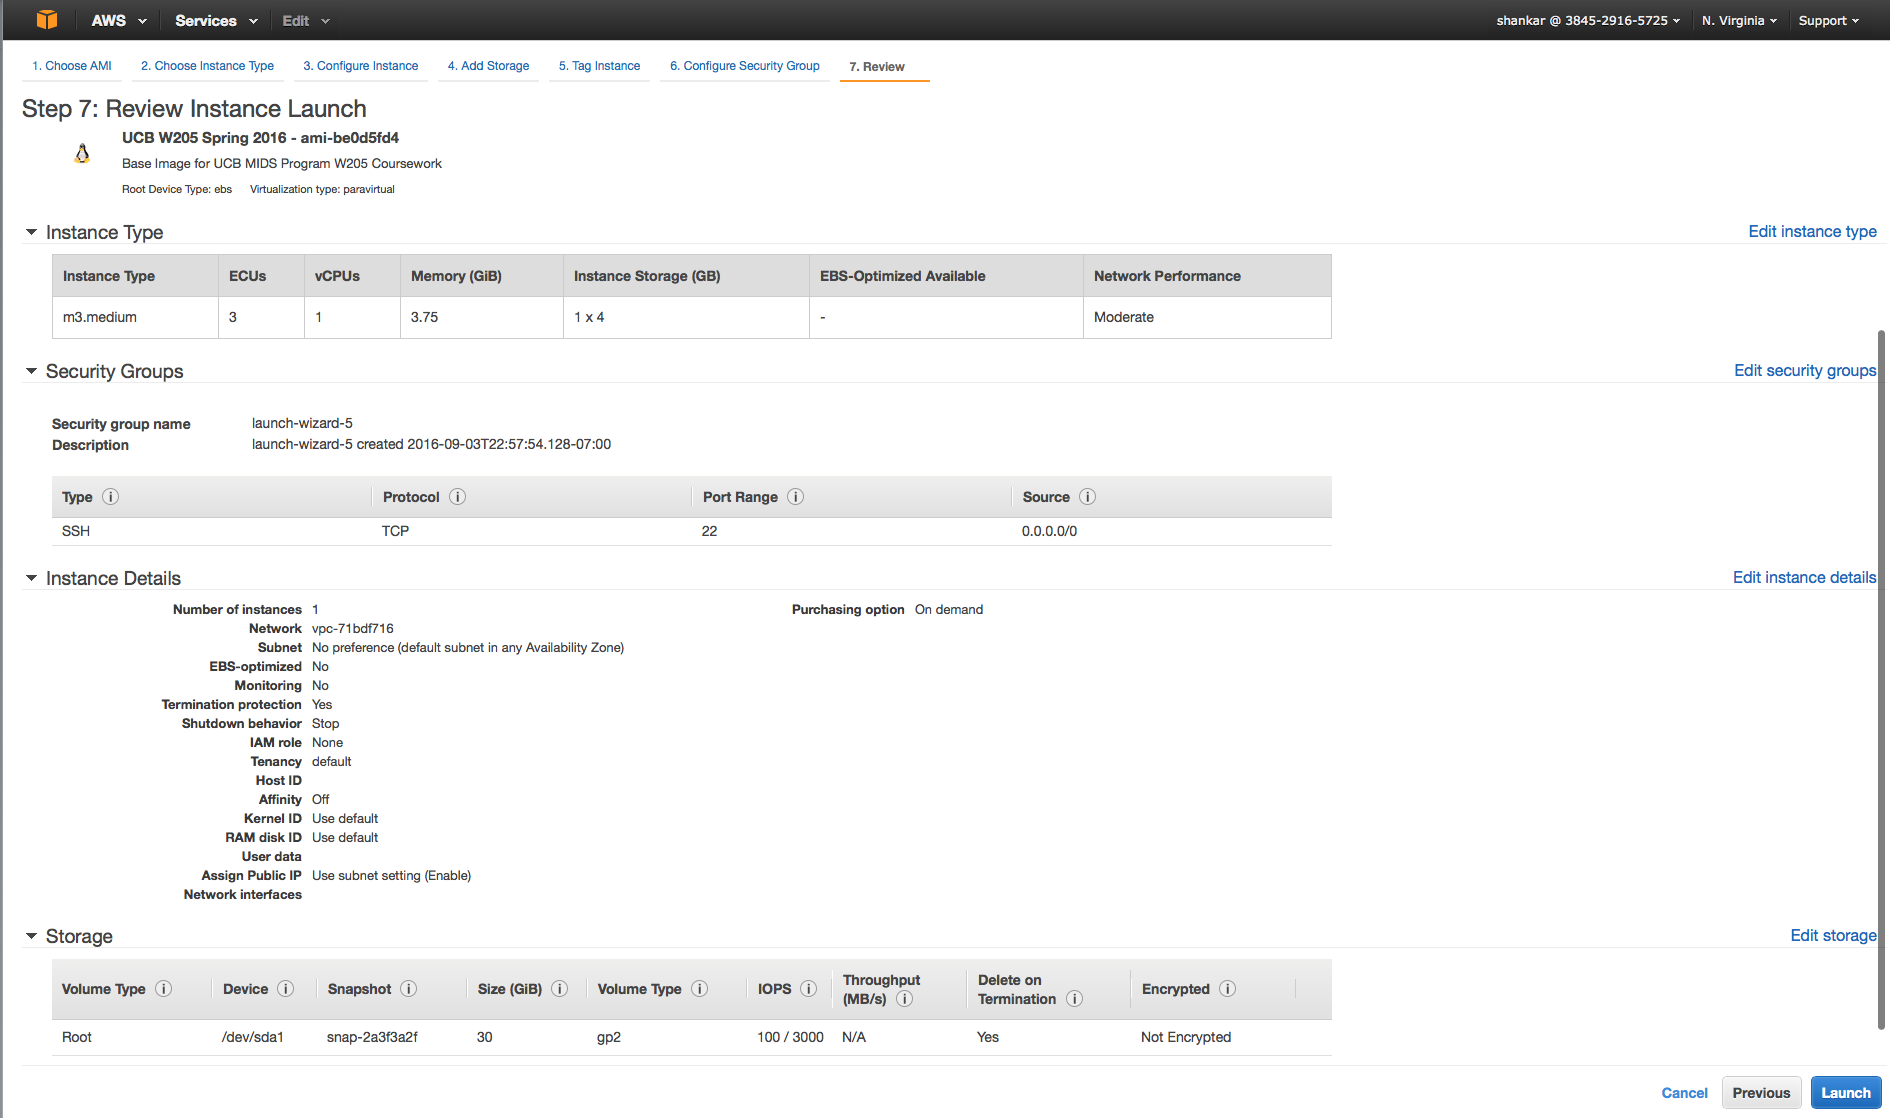 AWS Services Edit shankar @ 3845-2916-5725 N. Virginia Support
1. Choose AMI 2. Choose Instance Type 3. Configure Instance 4. Add Storage 5. Tag Instance 6. Configure Security Group 7. Review
Step 7: Review Instance Launch
UCB W205 Spring 2016 - ami-be0d5fd4
Base Image for UCB MIDS Program W205 Coursework
Root Device Type: ebs Virtualization type: paravirtual
Instance Type Edit instance type
Instance Type ECUs vCPUs Memory (GiB) Instance Storage (GB) EBS-Optimized Available Network Performance
m3.medium 3 1 3.75 1 x 4 - Moderate
Security Groups Edit security groups
Security group name launch-wizard-5
Description launch-wizard-5 created 2016-09-03T22:57:54.128-07:00
Type i Protocol i Port Range i Source i
SSH TCP 22 0.0.0.0/0
Instance Details Edit instance details
Number of instances 1 Purchasing option On demand
Network vpc-71bdf716
Subnet No preference (default subnet in any Availability Zone)
EBS-optimized No
Monitoring No
Termination protection Yes
Shutdown behavior Stop
IAM role None
Tenancy default
Host ID
Affinity Off
Kernel ID Use default
RAM disk ID Use default
User data
Assign Public IP Use subnet setting (Enable)
Network interfaces
Storage Edit storage
Volume Type i Device i Snapshot i Size (GiB) i Volume Type i IOPS i Throughput (MB/s) i Delete on Termination i Encrypted i
Root /dev/sda1 snap-2a3f3a2f 30 gp2 100 / 3000 N/A Yes Not Encrypted
Cancel Previous Launch